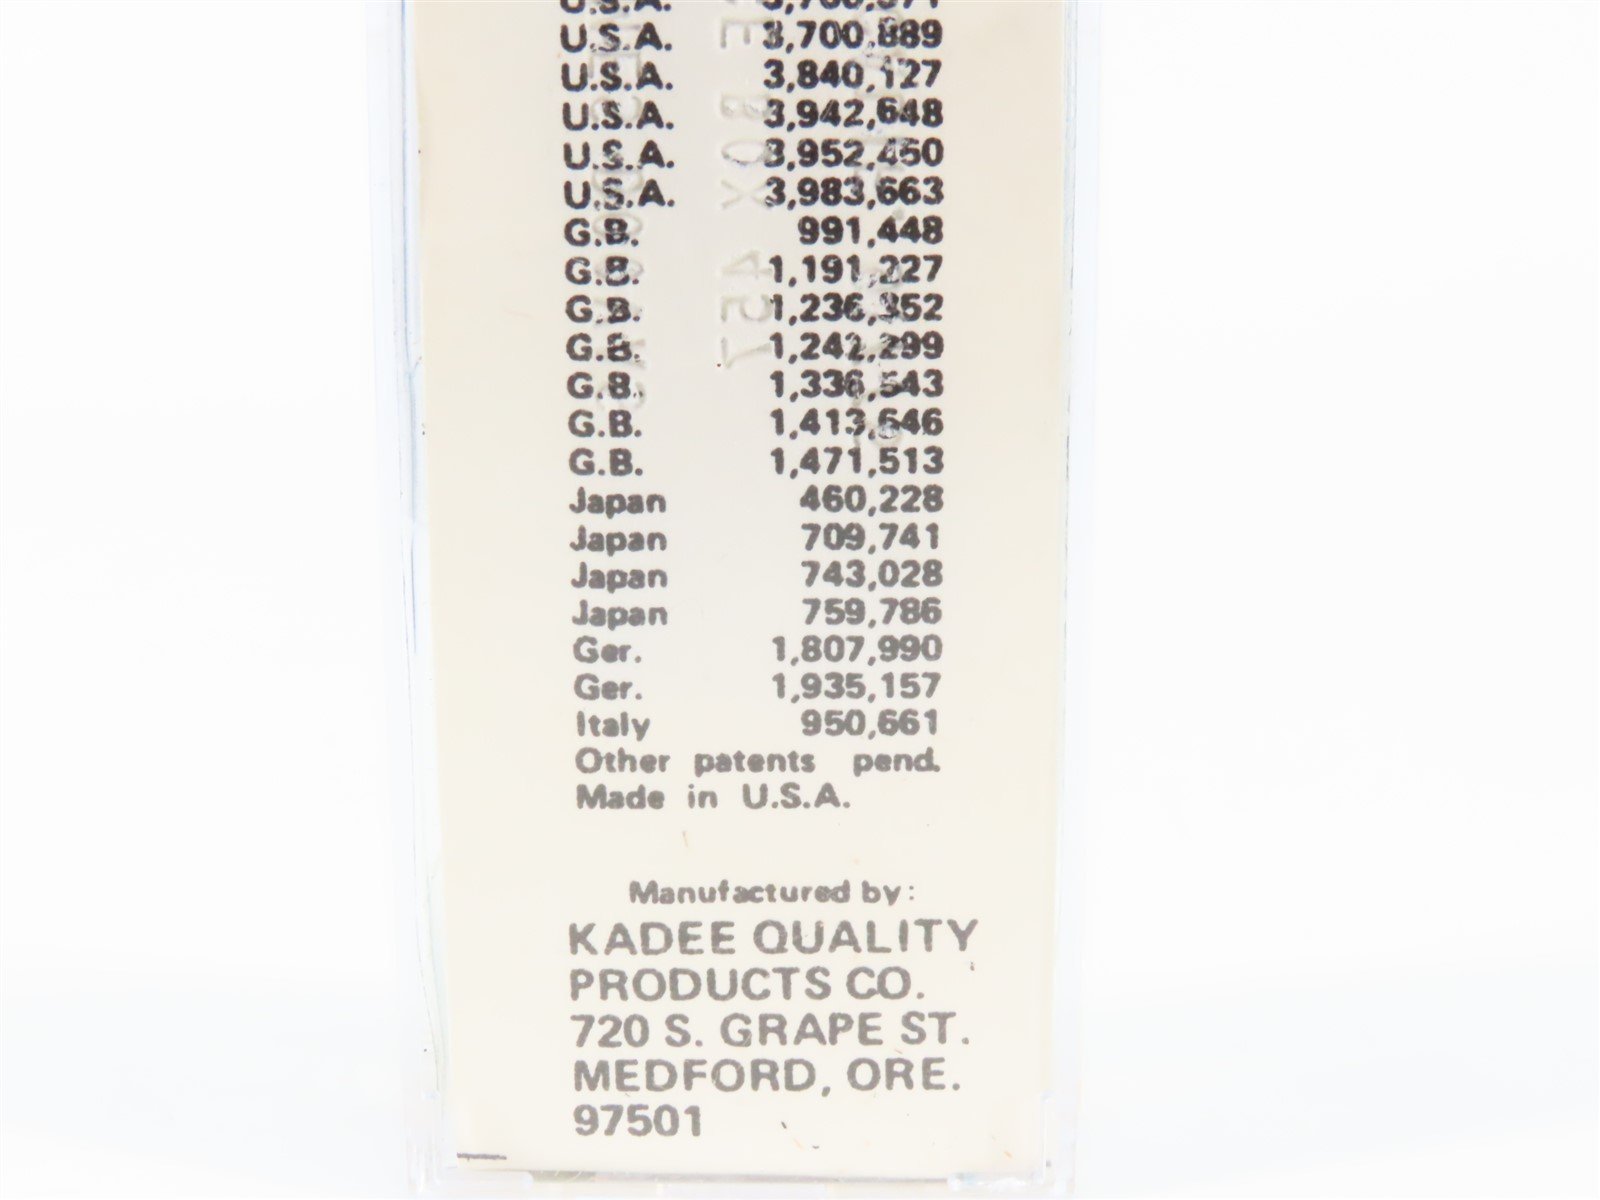 U.S.A.
U.S.A. 3,700,889
U.S.A. 3,840,127
U.S.A. 3,942,648
U.S.A. 3,952,450
U.S.A. 3,983,663
G.B. 991,448
G.B. 1,191,227
G.B. 1,236,352
G.B. 1,242,299
G.B. 1,336,543
G.B. 1,413,646
G.B. 1,471,513
Japan 460,228
Japan 709,741
Japan 743,028
Japan 759,786
Ger. 1,807,990
Ger. 1,935,157
Italy 950,661
Other patents pend.
Made in U.S.A.
Manufactured by:
KADEE QUALITY
PRODUCTS CO.
720 S. GRAPE ST.
MEDFORD, ORE.
97501
BOX 457